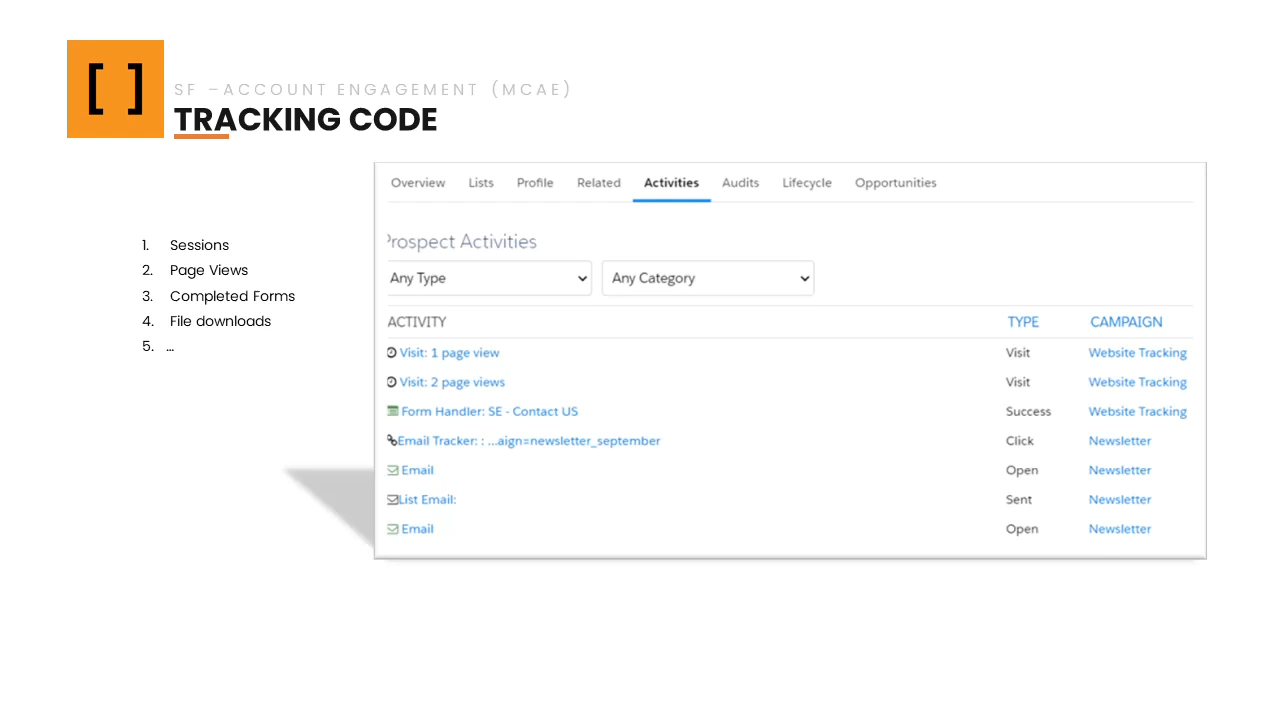 [ ]
SF –ACCOUNT ENGAGEMENT (MCAE)
TRACKING CODE
1. Sessions
2. Page Views
3. Completed Forms
4. File downloads
5. …
Overview Lists Profile Related Activities Audits Lifecycle Opportunities
Prospect Activities
Any Type Any Category
ACTIVITY TYPE CAMPAIGN
Visit: 1 page view Visit Website Tracking
Visit: 2 page views Visit Website Tracking
Form Handler: SE - Contact US Success Website Tracking
Email Tracker: : ...aign=newsletter_september Click Newsletter
Email Open Newsletter
List Email: Sent Newsletter
Email Open Newsletter